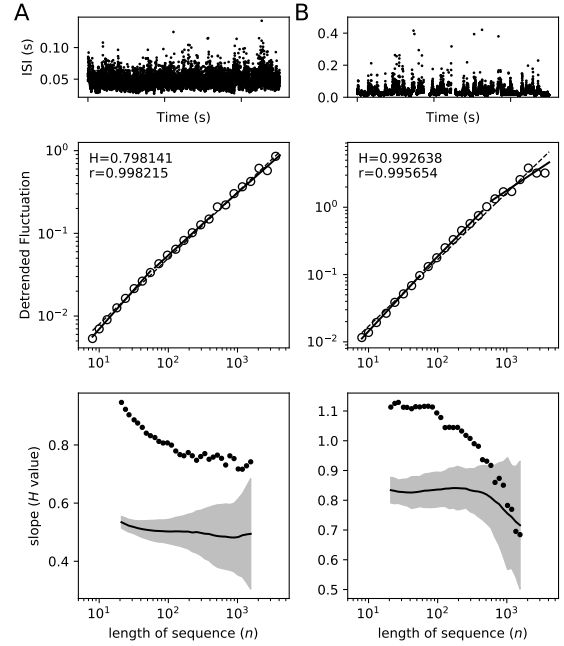 A
B
ISI (s)
0.10
0.05
Time (s)
0.4
0.2
0.0
Time (s)
Detrended Fluctuation
10⁰
10⁻¹
10⁻²
H=0.798141
r=0.998215
10¹ 10² 10³
10⁰
10⁻¹
10⁻²
H=0.992638
r=0.995654
10¹ 10² 10³
slope (H value)
0.8
0.6
0.4
10¹ 10² 10³
length of sequence (n)
1.1
1.0
0.9
0.8
0.7
0.6
0.5
10¹ 10² 10³
length of sequence (n)